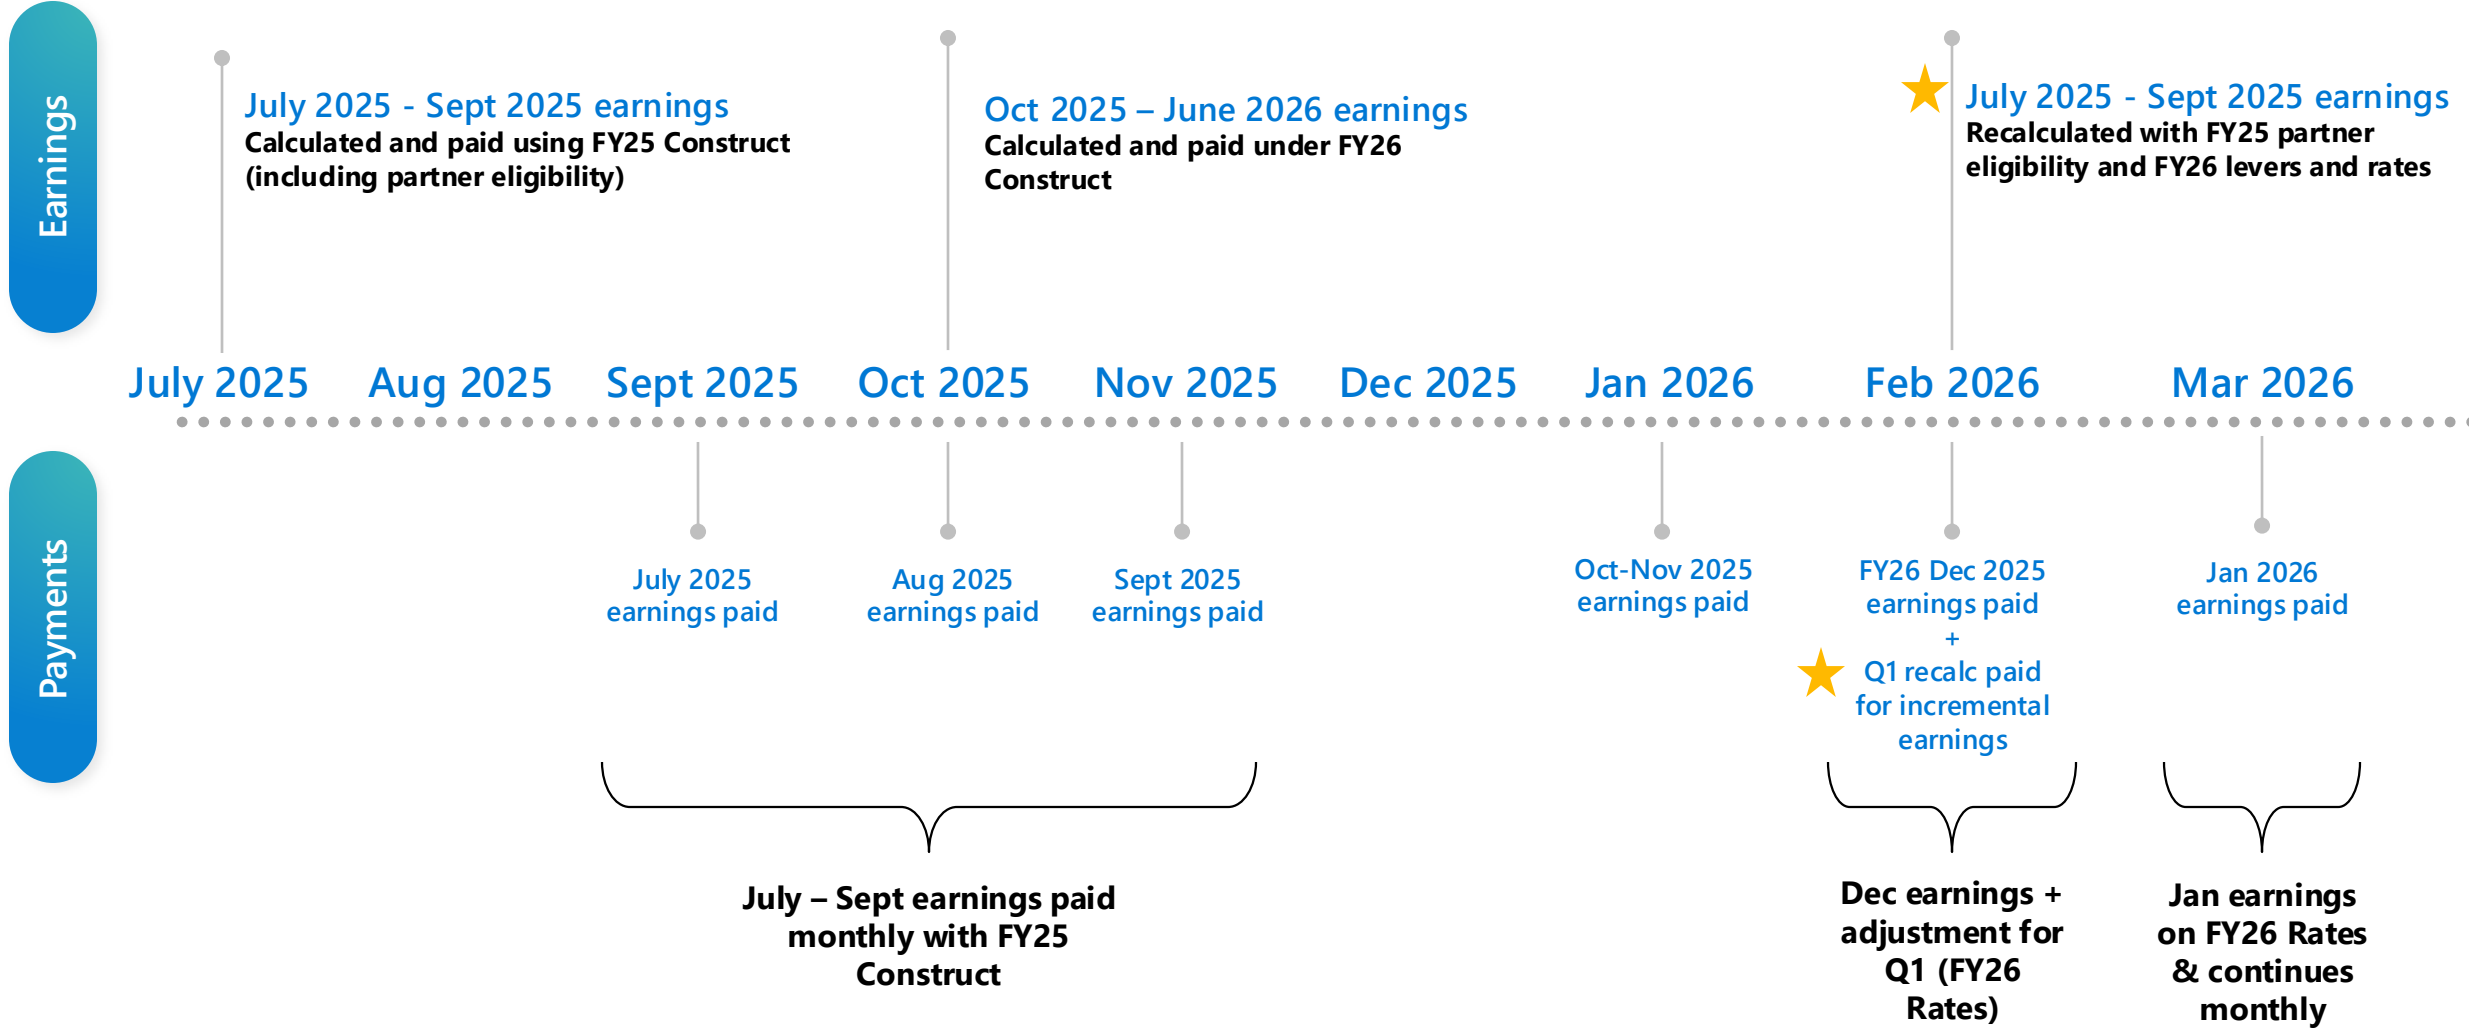 Earnings
July 2025 - Sept 2025 earnings
Calculated and paid using FY25 Construct
(including partner eligibility)
Oct 2025 – June 2026 earnings
Calculated and paid under FY26
Construct
July 2025 - Sept 2025 earnings
Recalculated with FY25 partner
eligibility and FY26 levers and rates
July 2025
Aug 2025
Sept 2025
Oct 2025
Nov 2025
Dec 2025
Jan 2026
Feb 2026
Mar 2026
Payments
July 2025
earnings paid
Aug 2025
earnings paid
Sept 2025
earnings paid
Oct-Nov 2025
earnings paid
FY26 Dec 2025
earnings paid
+
Q1 recalc paid
for incremental
earnings
Jan 2026
earnings paid
July – Sept earnings paid
monthly with FY25
Construct
Dec earnings +
adjustment for
Q1 (FY26
Rates)
Jan earnings
on FY26 Rates
& continues
monthly